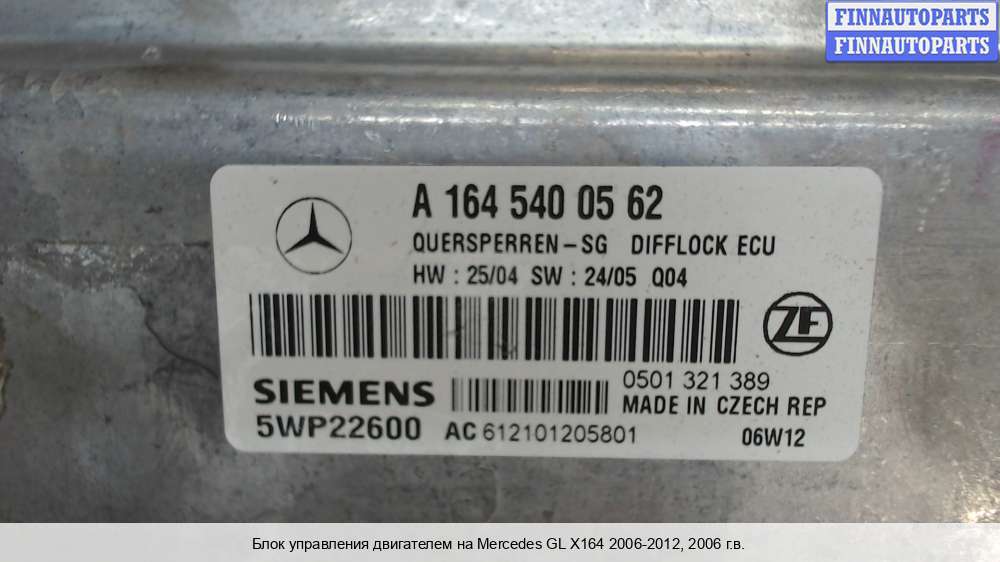 FINNAUTOPARTS
FINNAUTOPARTS
A 164 540 05 62
QUERSPERREN-SG DIFFLOCK ECU
HW : 25/04 SW : 24/05 Q04
ZF
0501 321 389
SIEMENS
MADE IN CZECH REP
5WP22600 AC 612101205801 06W12
Блок управления двигателем на Mercedes GL X164 2006-2012, 2006 г.в.